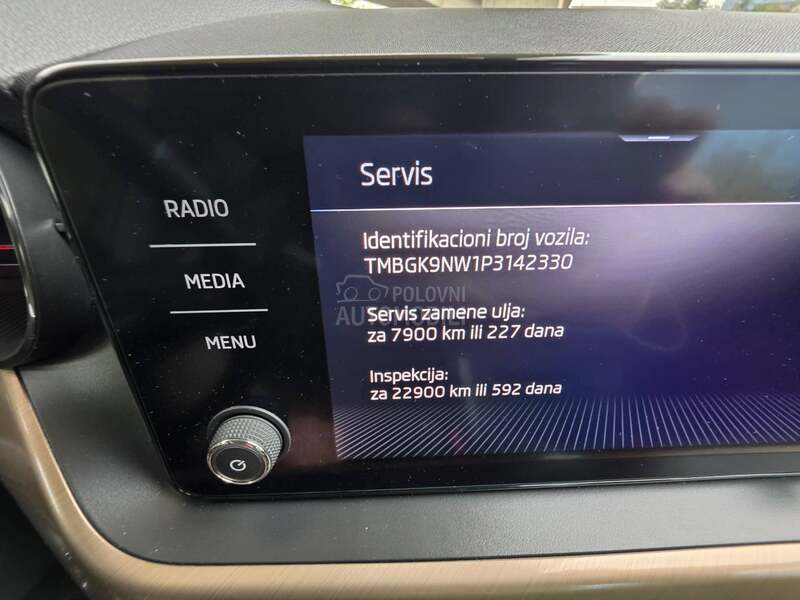 Servis
RADIO
Identifikacioni broj vozila:
TMBGK9NW1P3142330
MEDIA
POLOVNI
AUTOMOBILI
Servis zamene ulja:
za 7900 km ili 227 dana
MENU
Inspekcija:
za 22900 km ili 592 dana